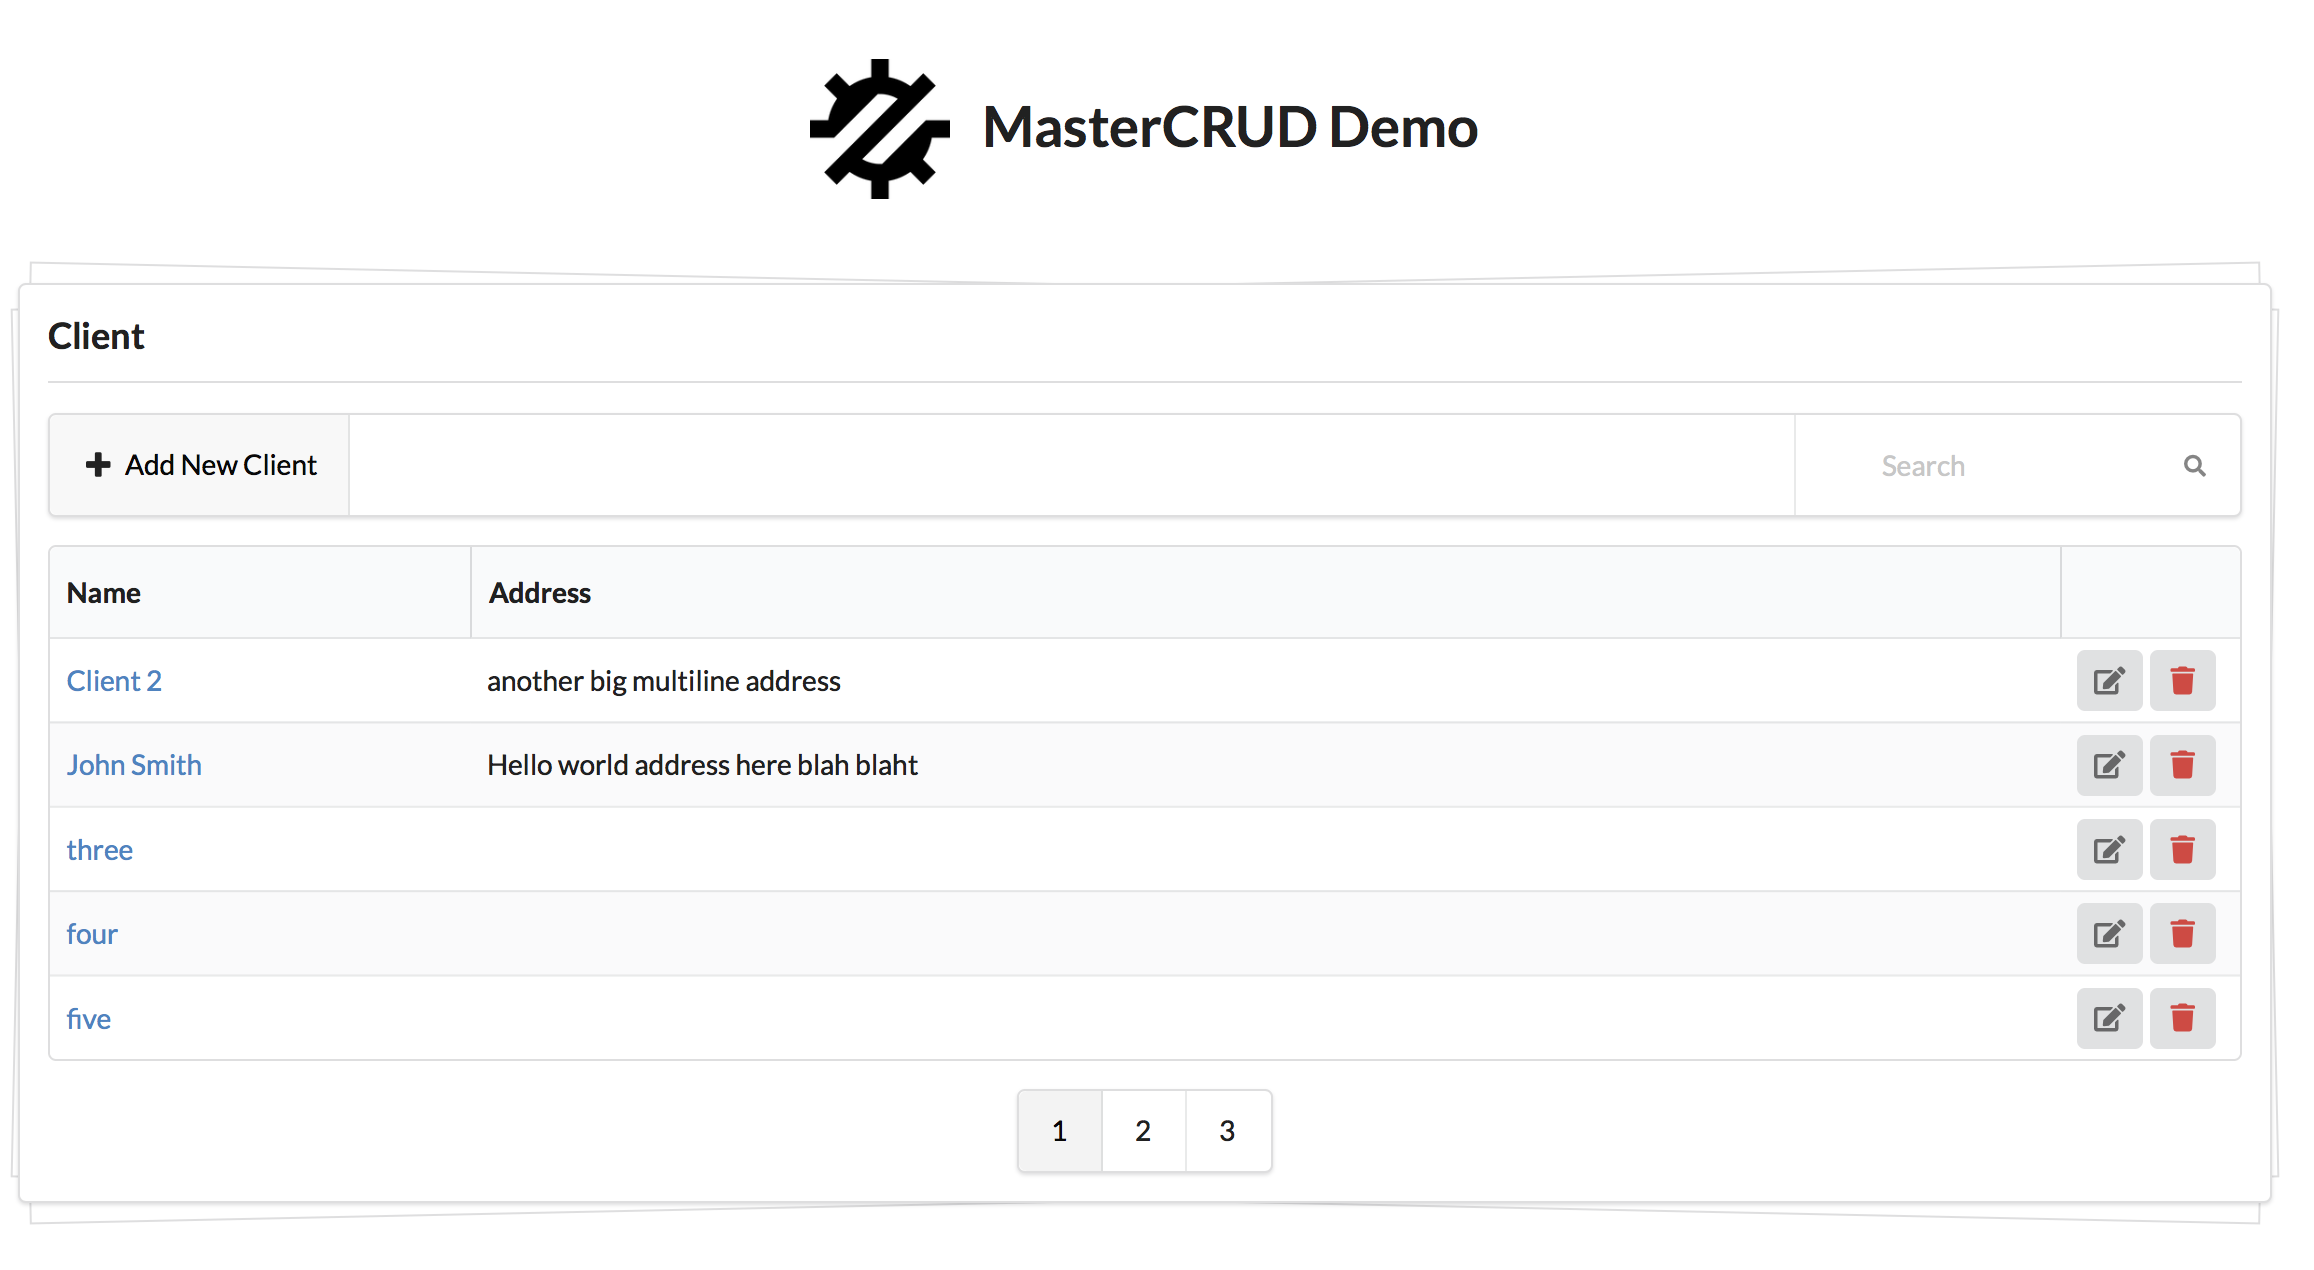 MasterCRUD Demo
Client
Add New Client
Search
Name Address
Client 2 another big multiline address
John Smith Hello world address here blah blaht
three
four
five
1 2 3